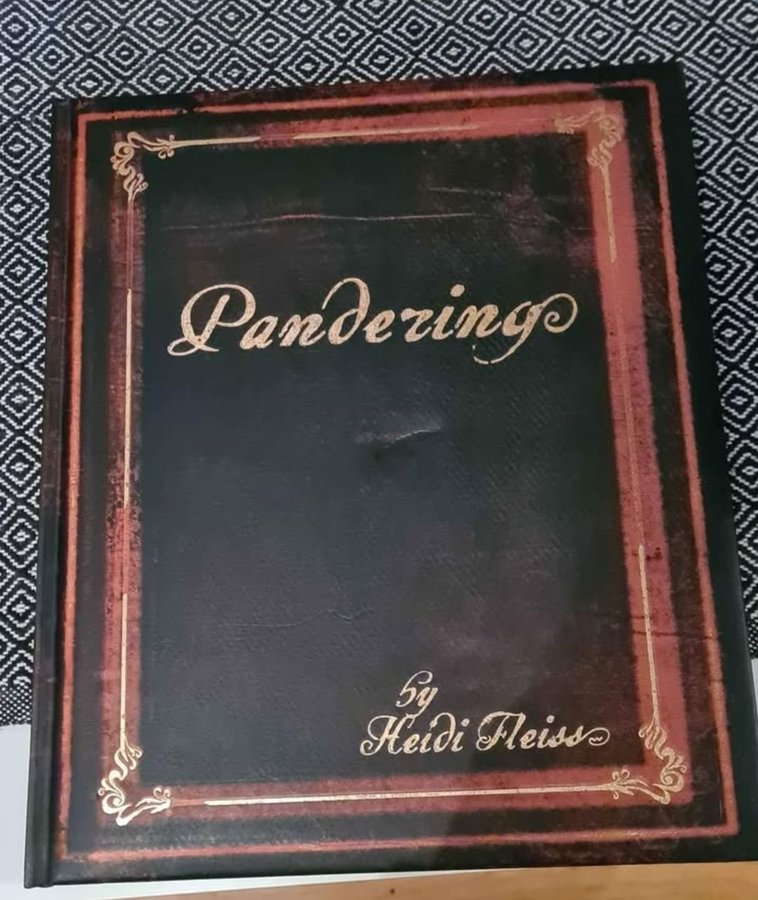 Pandering
by
Heidi Fleiss